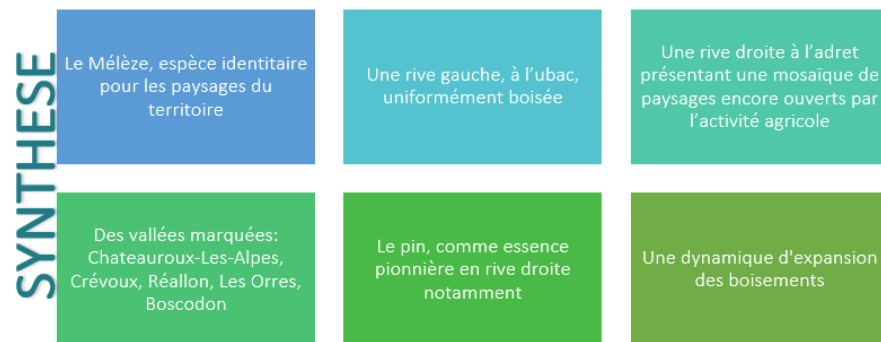 SYNTHESE
Le Mélèze, espèce identitaire
pour les paysages du
territoire
Une rive gauche, à l'ubac,
uniformément boisée
Une rive droite à l'adret
présentant une mosaïque de
paysages encore ouverts par
l'activité agricole
Des vallées marquées:
Chateauroux-Les-Alpes,
Crévoux, Réallon, Les Orres,
Boscodon
Le pin, comme essence
pionnière en rive droite
notamment
Une dynamique d'expansion
des boisements